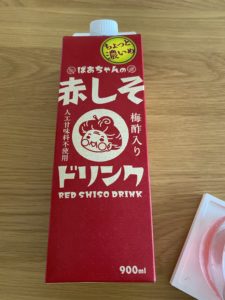 ちょっと
濃いめ
ばあちゃんの
赤しそ
梅酢入り
人工甘味料不使用
ドリンク
RED SHISO DRINK
900ml